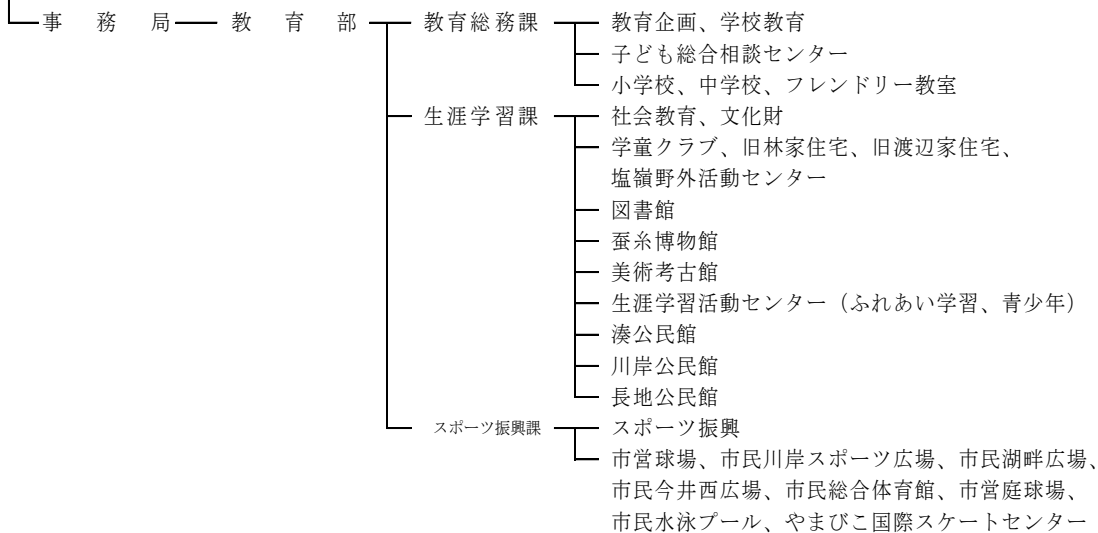 事務局 教育部 教育総務課 教育企画、学校教育
子ども総合相談センター
小学校、中学校、フレンドリー教室
生涯学習課 社会教育、文化財
学童クラブ、旧林家住宅、旧渡辺家住宅、
塩嶺野外活動センター
図書館
蚕糸博物館
美術考古館
生涯学習活動センター（ふれあい学習、青少年）
湊公民館
川岸公民館
長地公民館
スポーツ振興課 スポーツ振興
市営球場、市民川岸スポーツ広場、市民湖畔広場、
市民今井西広場、市民総合体育館、市営庭球場、
市民水泳プール、やまびこ国際スケートセンター